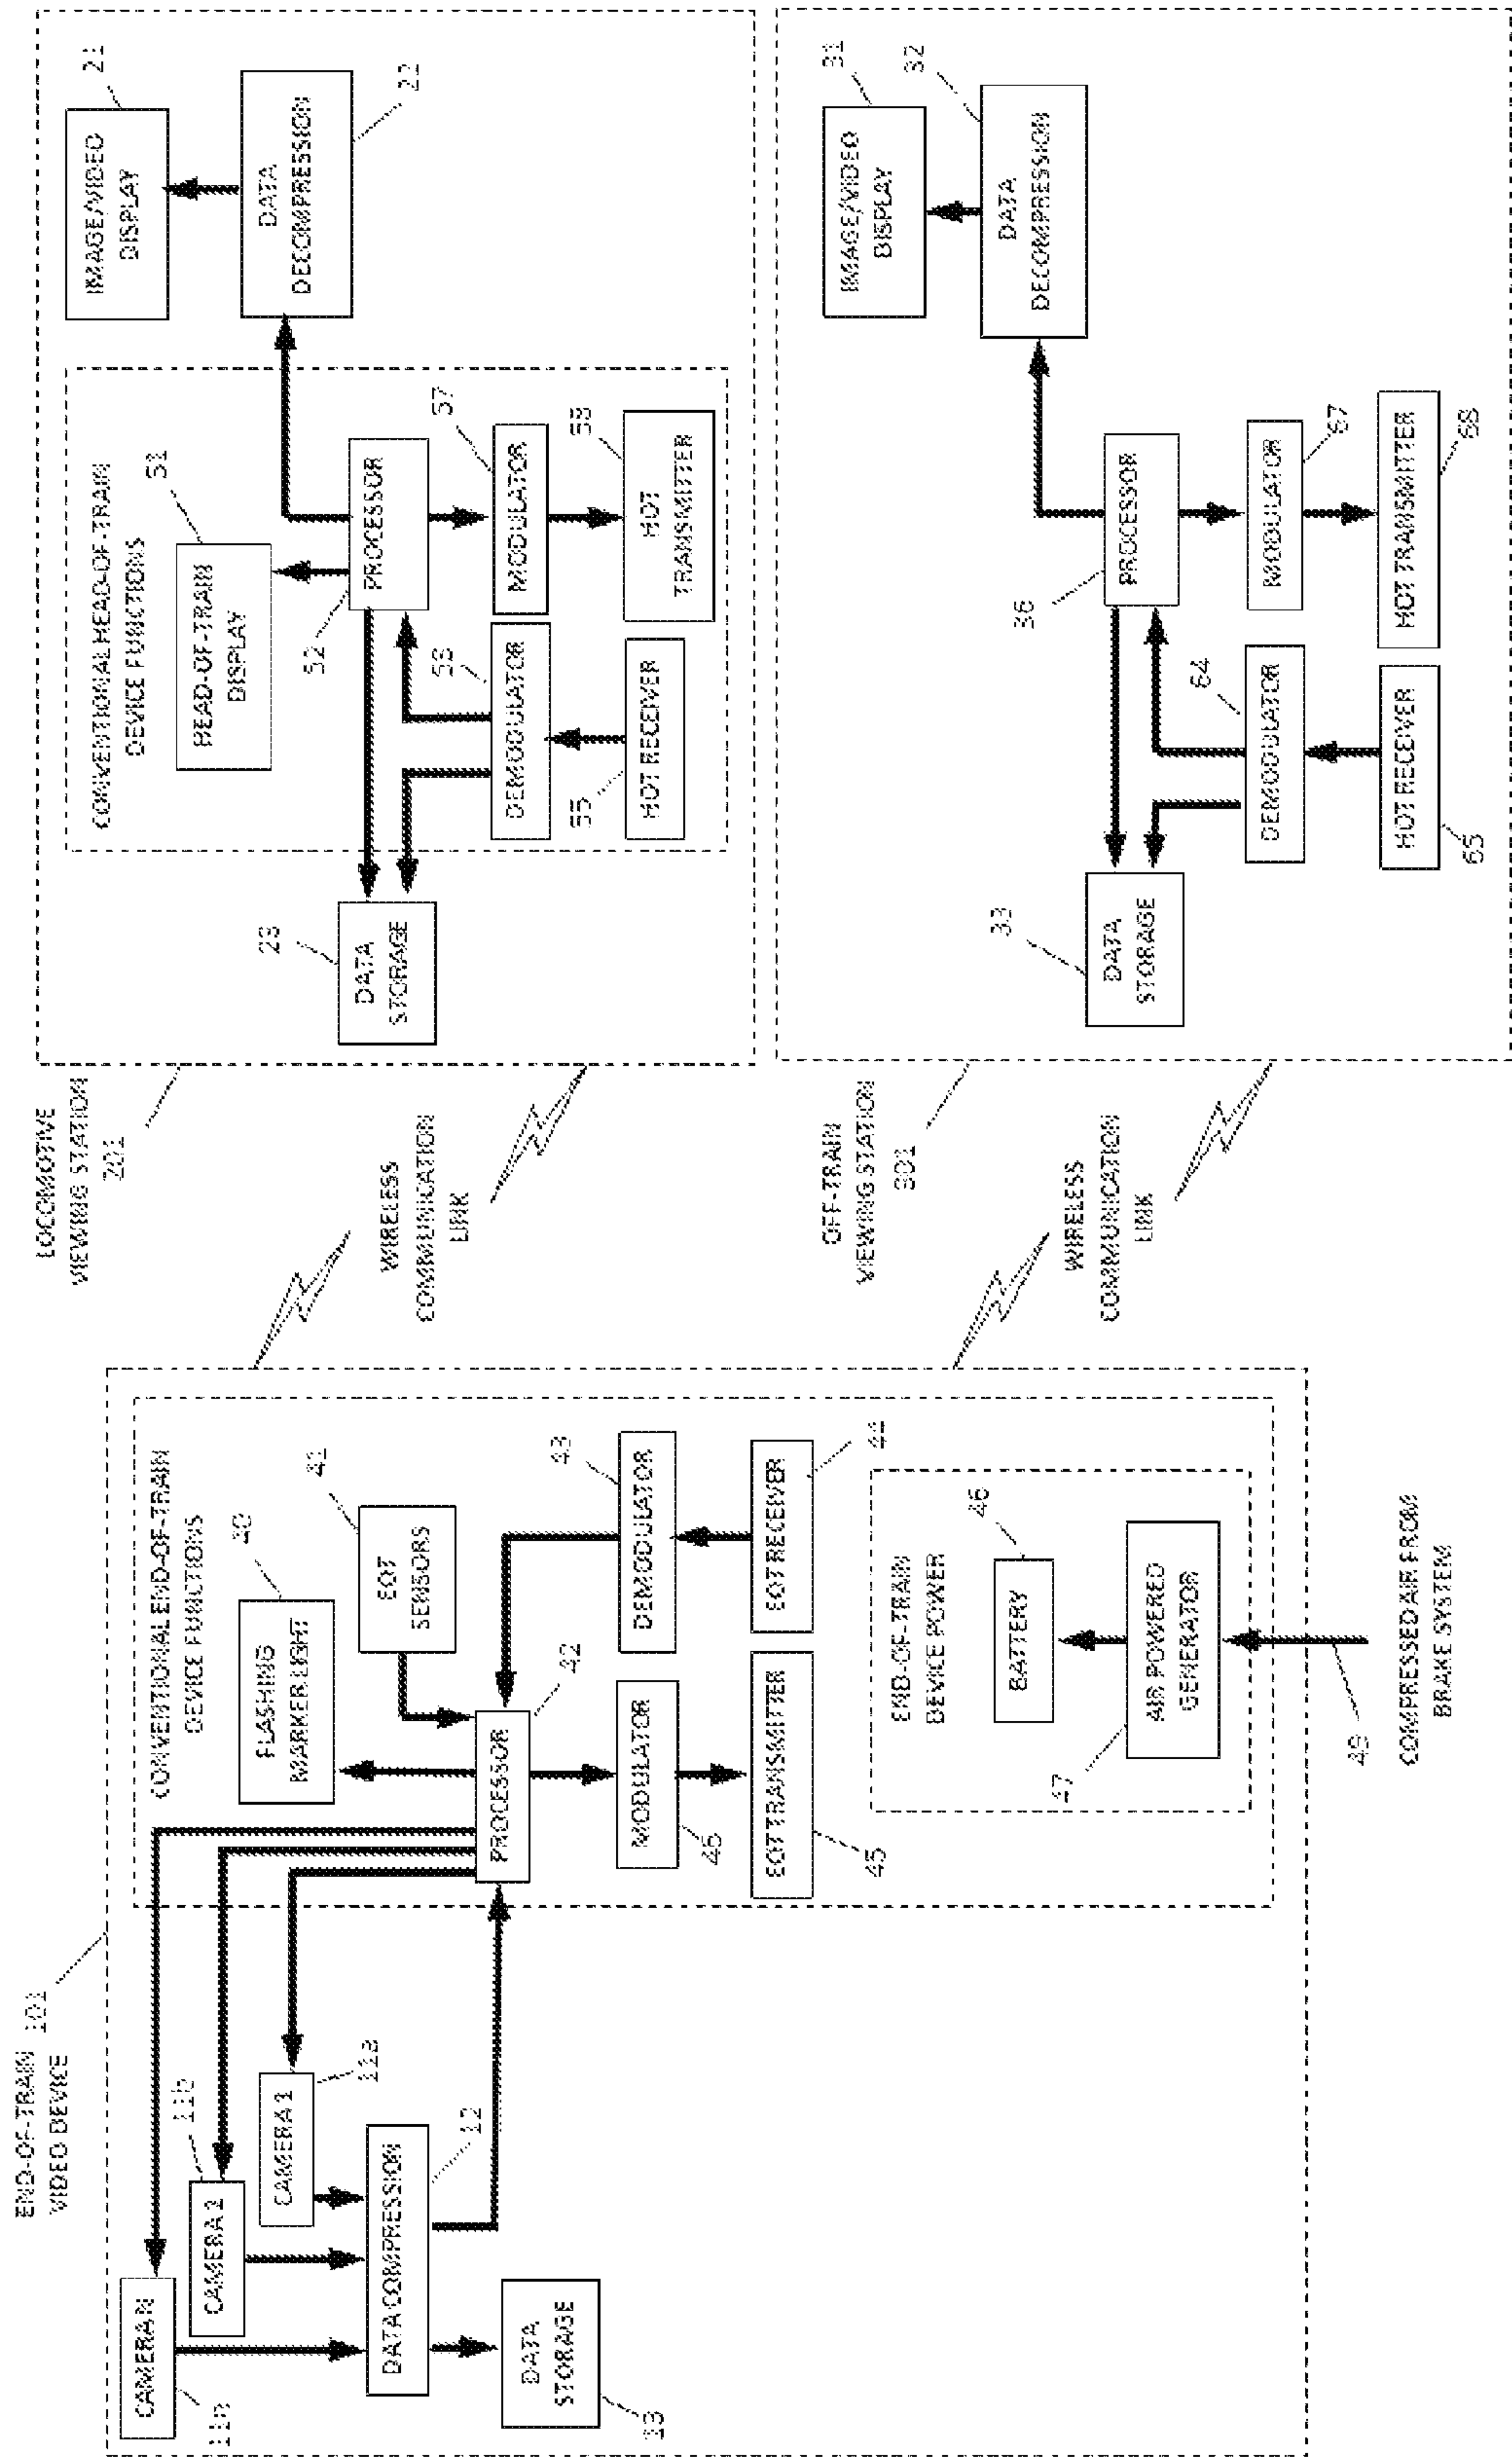 END-OF-TRAIN 101
VIDEO DEVICE
CAMERA N
11n
CAMERA 2
11b
CAMERA 1
11a
DATA COMPRESSION
12
DATA
STORAGE
13
CONVENTIONAL END-OF-TRAIN
DEVICE FUNCTIONS
FLASHING
MARKER LIGHT
40
EOT
SENSORS
41
PROCESSOR
42
MODULATOR
46
DEMODULATOR
43
EOT TRANSMITTER
45
EOT RECEIVER
44
END-OF-TRAIN
DEVICE POWER
BATTERY
46
AIR POWERED
GENERATOR
47
49
COMPRESSED AIR FROM
BRAKE SYSTEM
LOCOMOTIVE
VIEWING STATION
201
WIRELESS
COMMUNICATION
LINK
OFF-TRAIN
VIEWING STATION
301
WIRELESS
COMMUNICATION
LINK
CONVENTIONAL HEAD-OF-TRAIN
DEVICE FUNCTIONS
HEAD-OF-TRAIN
DISPLAY
51
IMAGE/VIDEO
DISPLAY
21
DATA
DECOMPRESSION
22
DATA
STORAGE
23
PROCESSOR
52
DEMODULATOR
MODULATOR
57
HOT RECEIVER
55
HOT
TRANSMITTER
IMAGE/VIDEO
DISPLAY
31
DATA
DECOMPRESSION
32
DATA
STORAGE
33
PROCESSOR
36
DEMODULATOR
64
MODULATOR
67
HOT RECEIVER
65
HOT TRANSMITTER
68